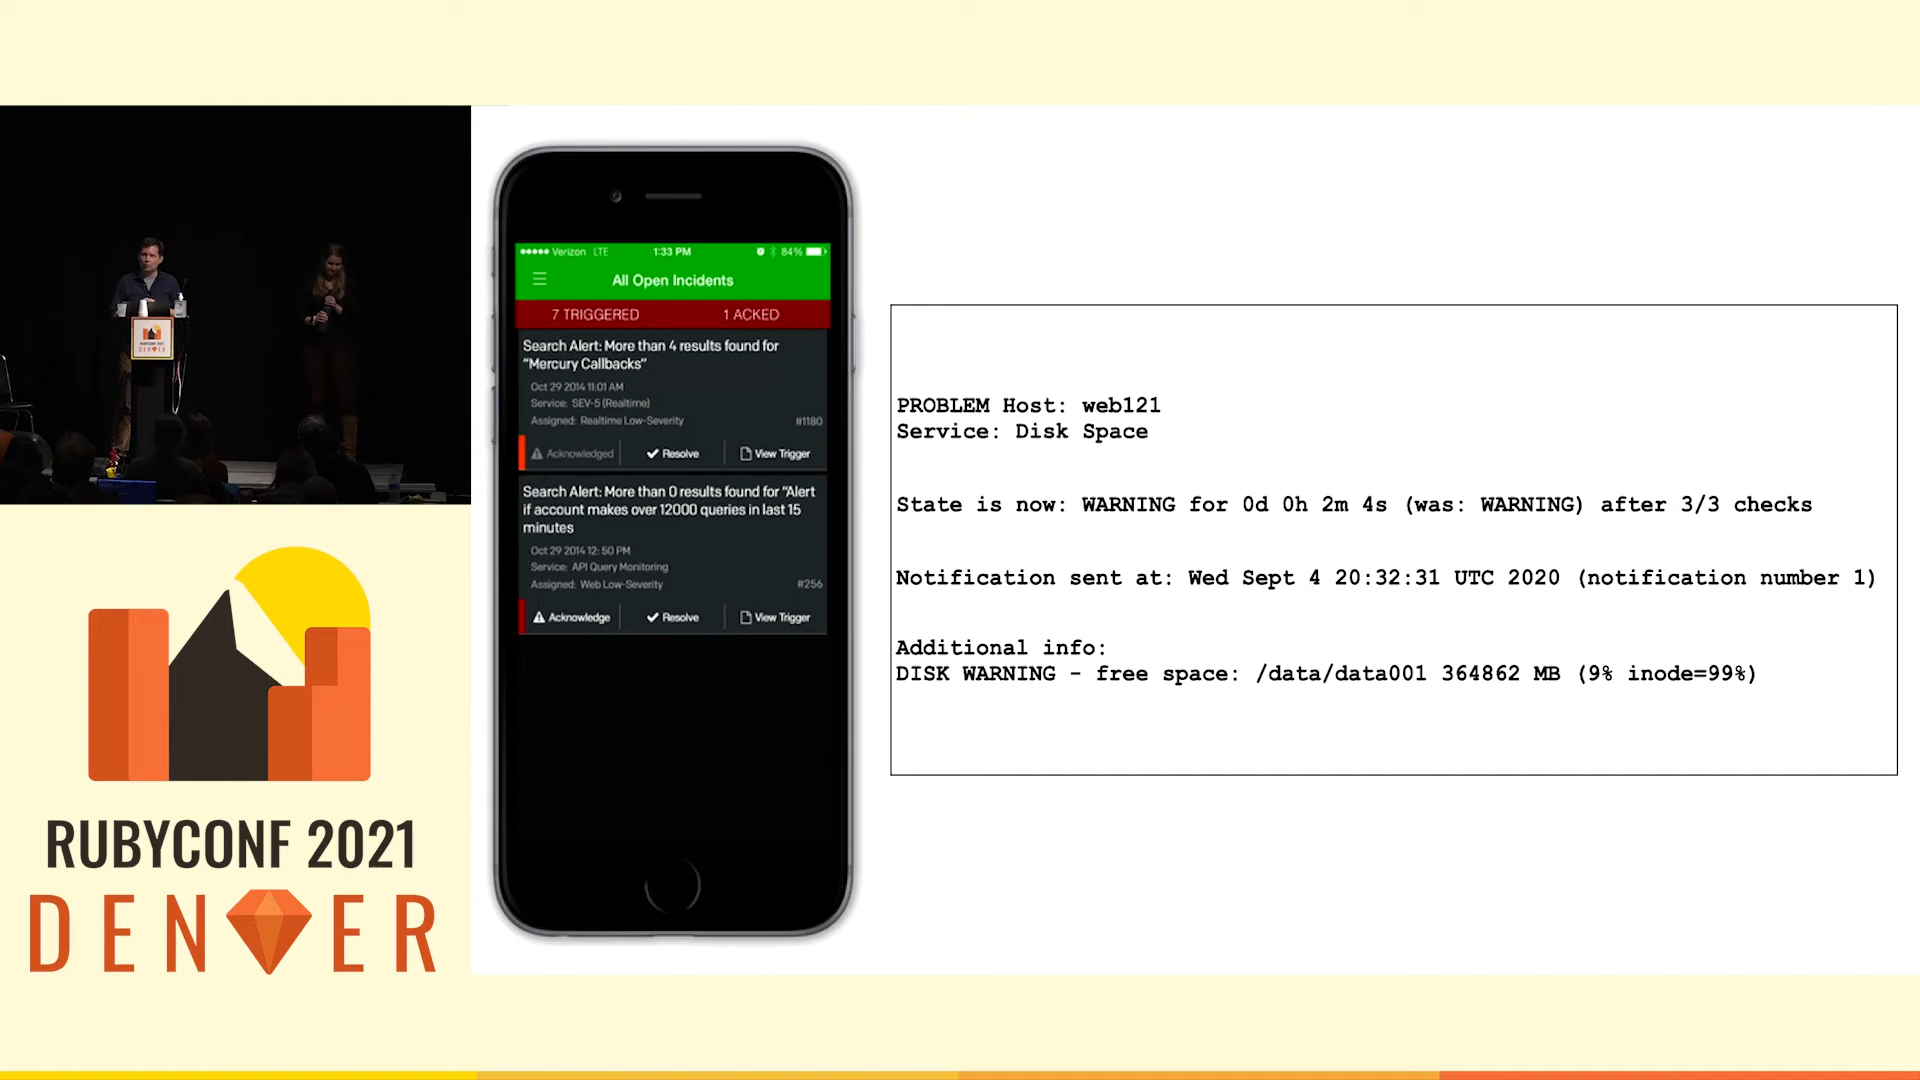 RUBYCONF 2021
DENVER
●●●●● Verizon LTE 1:33 PM 84%
All Open Incidents
7 TRIGGERED 1 ACKED
Search Alert: More than 4 results found for
"Mercury Callbacks"
Oct 29 2014 11:01 AM
Service: SEV-5 (Realtime)
Assigned: Realtime Low-Severity #1180
Acknowledged Resolve View Trigger
Search Alert: More than 0 results found for "Alert
if account makes over 12000 queries in last 15
minutes
Oct 29 2014 12: 50 PM
Service: API Query Monitoring
Assigned: Web Low-Severity #256
Acknowledge Resolve View Trigger
PROBLEM Host: web121
Service: Disk Space
State is now: WARNING for 0d 0h 2m 4s (was: WARNING) after 3/3 checks
Notification sent at: Wed Sept 4 20:32:31 UTC 2020 (notification number 1)
Additional info:
DISK WARNING - free space: /data/data001 364862 MB (9% inode=99%)
RUBYCONF 2021
DENVER